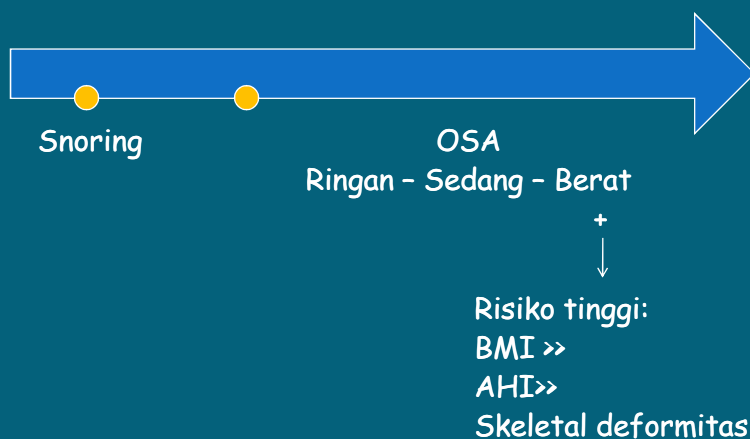 Snoring
OSA
Ringan – Sedang – Berat
+
Risiko tinggi:
BMI >>
AHI>>
Skeletal deformitas